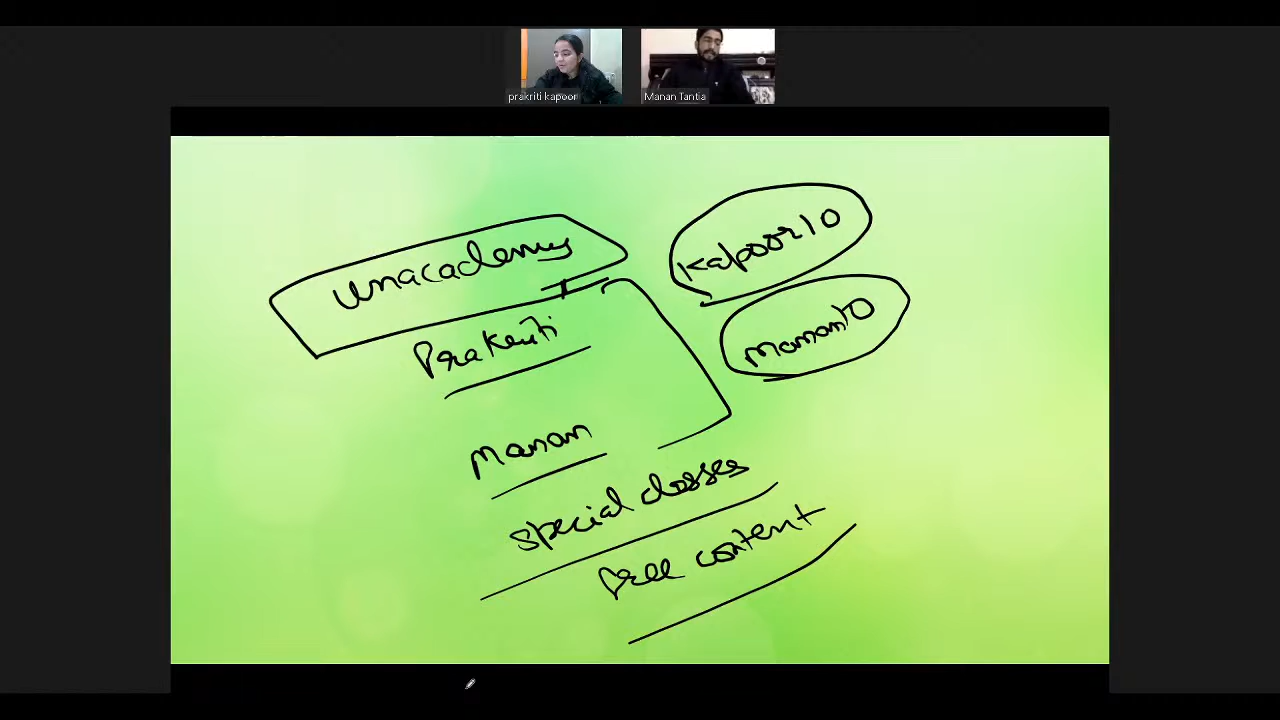 prakriti kapoor
Manan Tantia
unacademy
Kapoor10
Manan10
Prakriti
Manan
special classes
free content